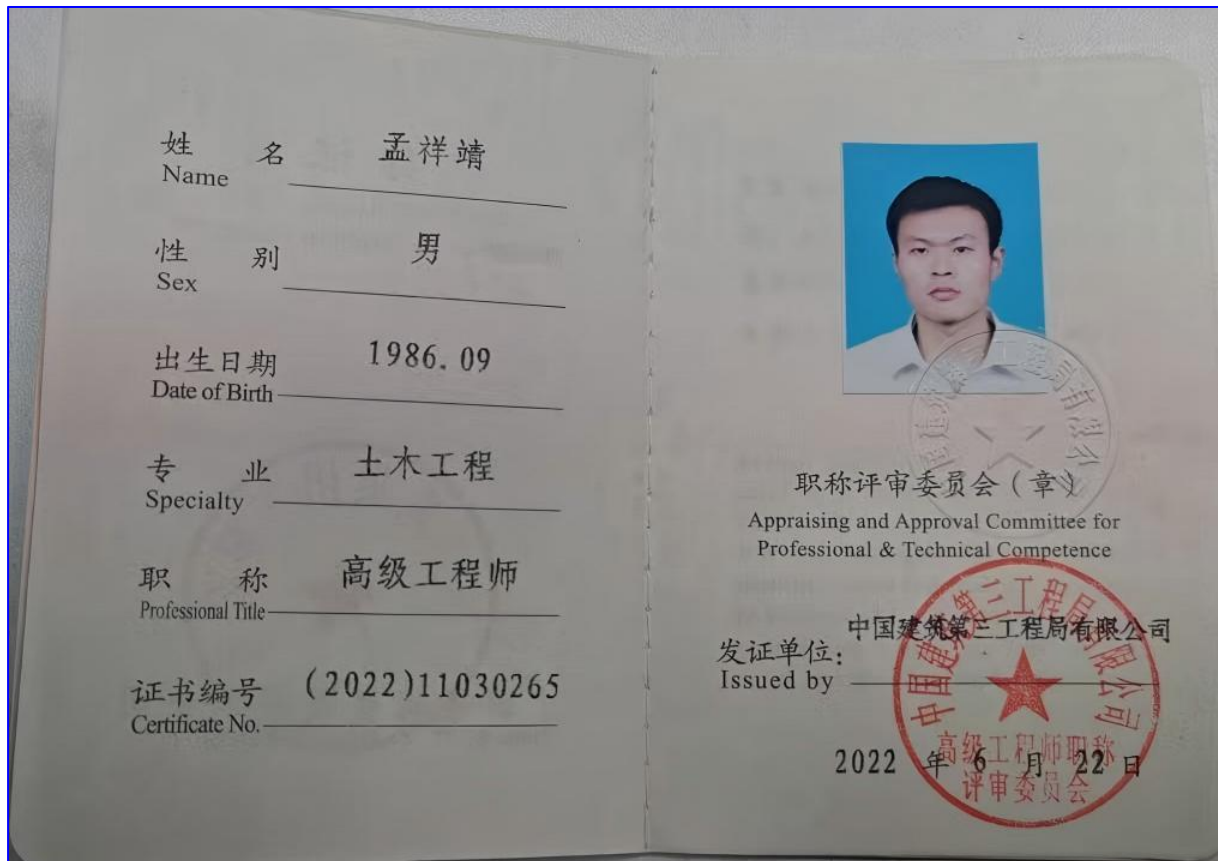 姓 名 孟祥靖
Name
性 别 男
Sex
出生日期 1986.09
Date of Birth
专 业 土木工程
Specialty
职 称 高级工程师
Professional Title
证书编号 (2022)11030265
Certificate No.
职称评审委员会（章）
Appraising and Approval Committee for
Professional & Technical Competence
中国建筑第三工程局有限公司
发证单位：
Issued by
2022 年 6 月 22 日
中国建筑第三工程局有限公司
高级工程师职称
评审委员会